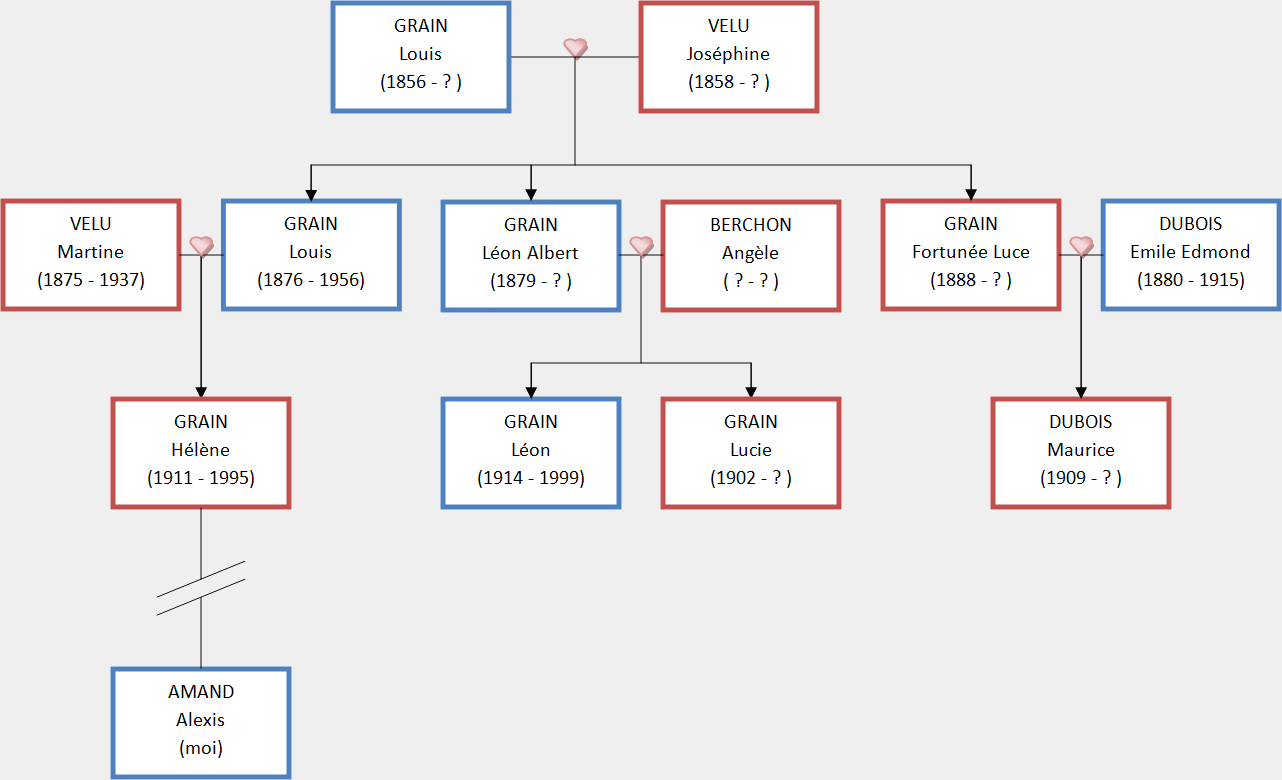 GRAIN
Louis
(1856 - ? )
VELU
Joséphine
(1858 - ? )
VELU
Martine
(1875 - 1937)
GRAIN
Louis
(1876 - 1956)
GRAIN
Léon Albert
(1879 - ? )
BERCHON
Angèle
( ? - ? )
GRAIN
Fortunée Luce
(1888 - ? )
DUBOIS
Emile Edmond
(1880 - 1915)
GRAIN
Hélène
(1911 - 1995)
GRAIN
Léon
(1914 - 1999)
GRAIN
Lucie
(1902 - ? )
DUBOIS
Maurice
(1909 - ? )
AMAND
Alexis
(moi)